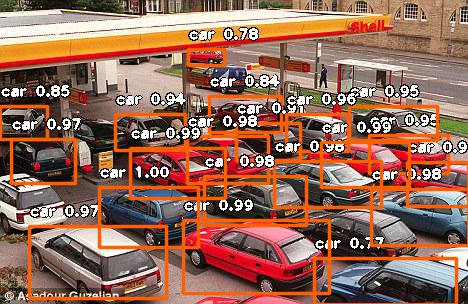 car 0.78
Shell
car 0.85
car 0.94
car 0.84
car 0.96
car 0.95
car 0.97
car 0.99
car 0.98
car 0.91
car 0.99
car 0.95
car 0.98
car 0.98
car 1.00
car 0.98
car 0.97
car 0.99
car 0.77
© Asadour Guzelian